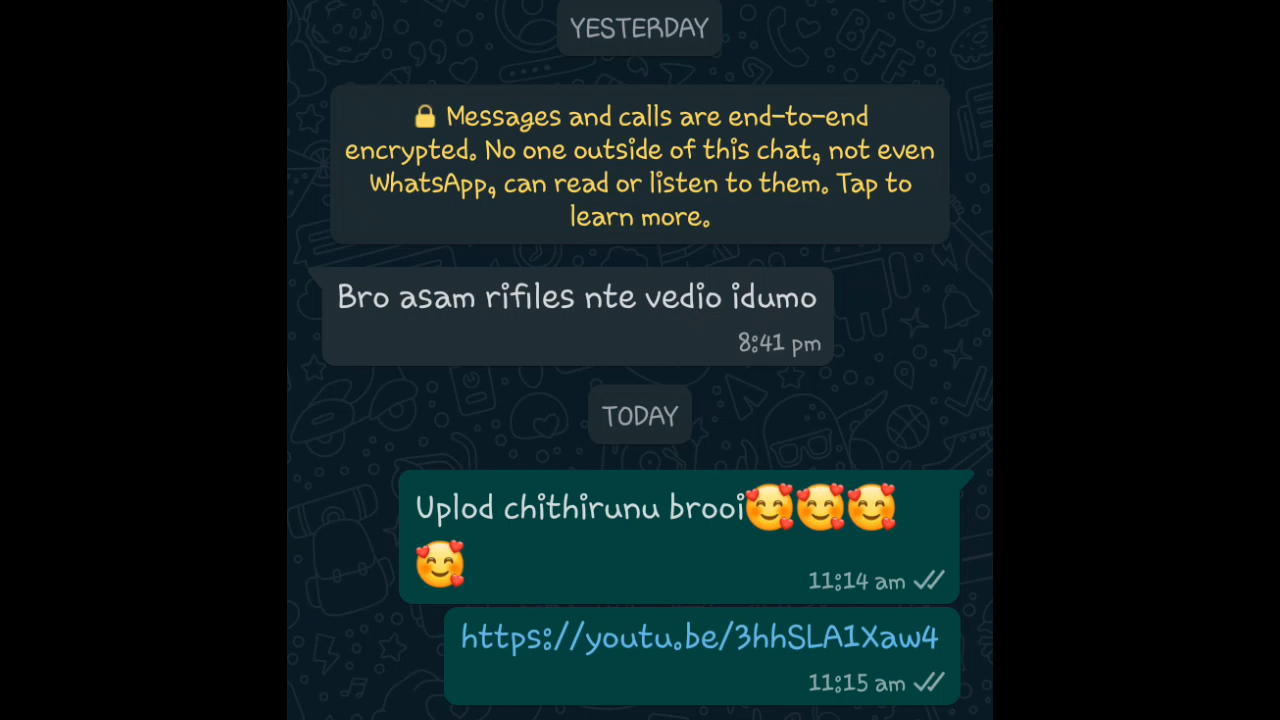 YESTERDAY
🔒 Messages and calls are end-to-end
encrypted. No one outside of this chat, not even
WhatsApp, can read or listen to them. Tap to
learn more.
Bro asam rifiles nte vedio idumo
8:41 pm
TODAY
Uplod chithirunu brooi🥰🥰🥰
🥰
11:14 am
https://youtu.be/3hhSLA1Xaw4
11:15 am